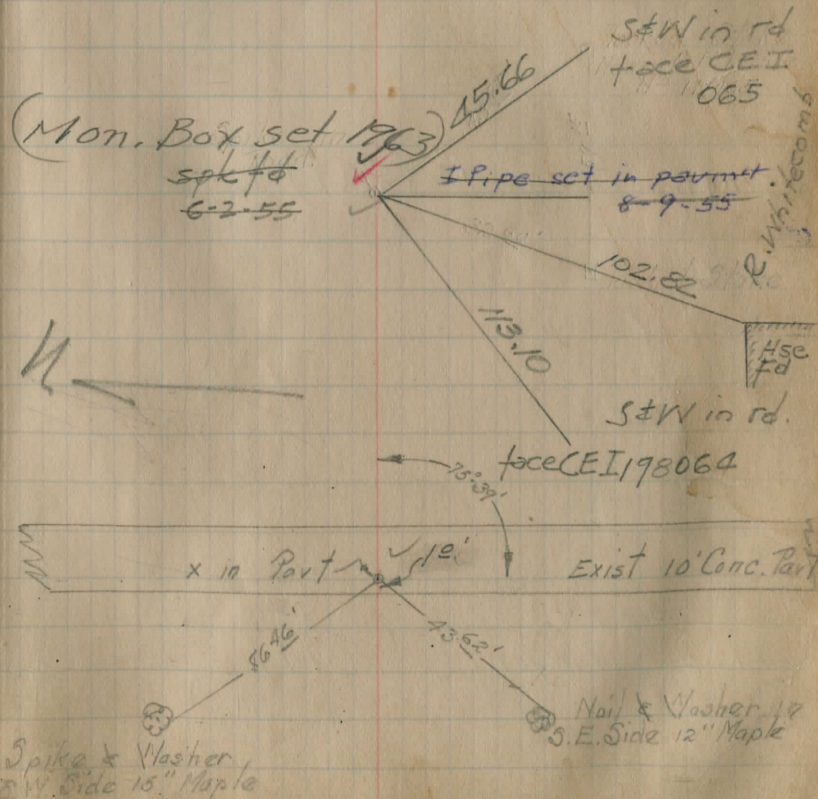 S&W in rd
face CEI
065
45.66
(Mon. Box set 1963)
spk fd
6-2-55
I Pipe set in pavmnt
8-9-55
R. Whitecomb
102.82
113.10
Hse
Fd
N
S&W in rd.
face CEI 198064
75°-39'
x in Pavt
1.0'
Exist 10' Conc. Pavt
86.46'
43.62'
Nail & Washer in
S.E. Side 12" Maple
Spike & Washer
S.W. Side 15" Maple